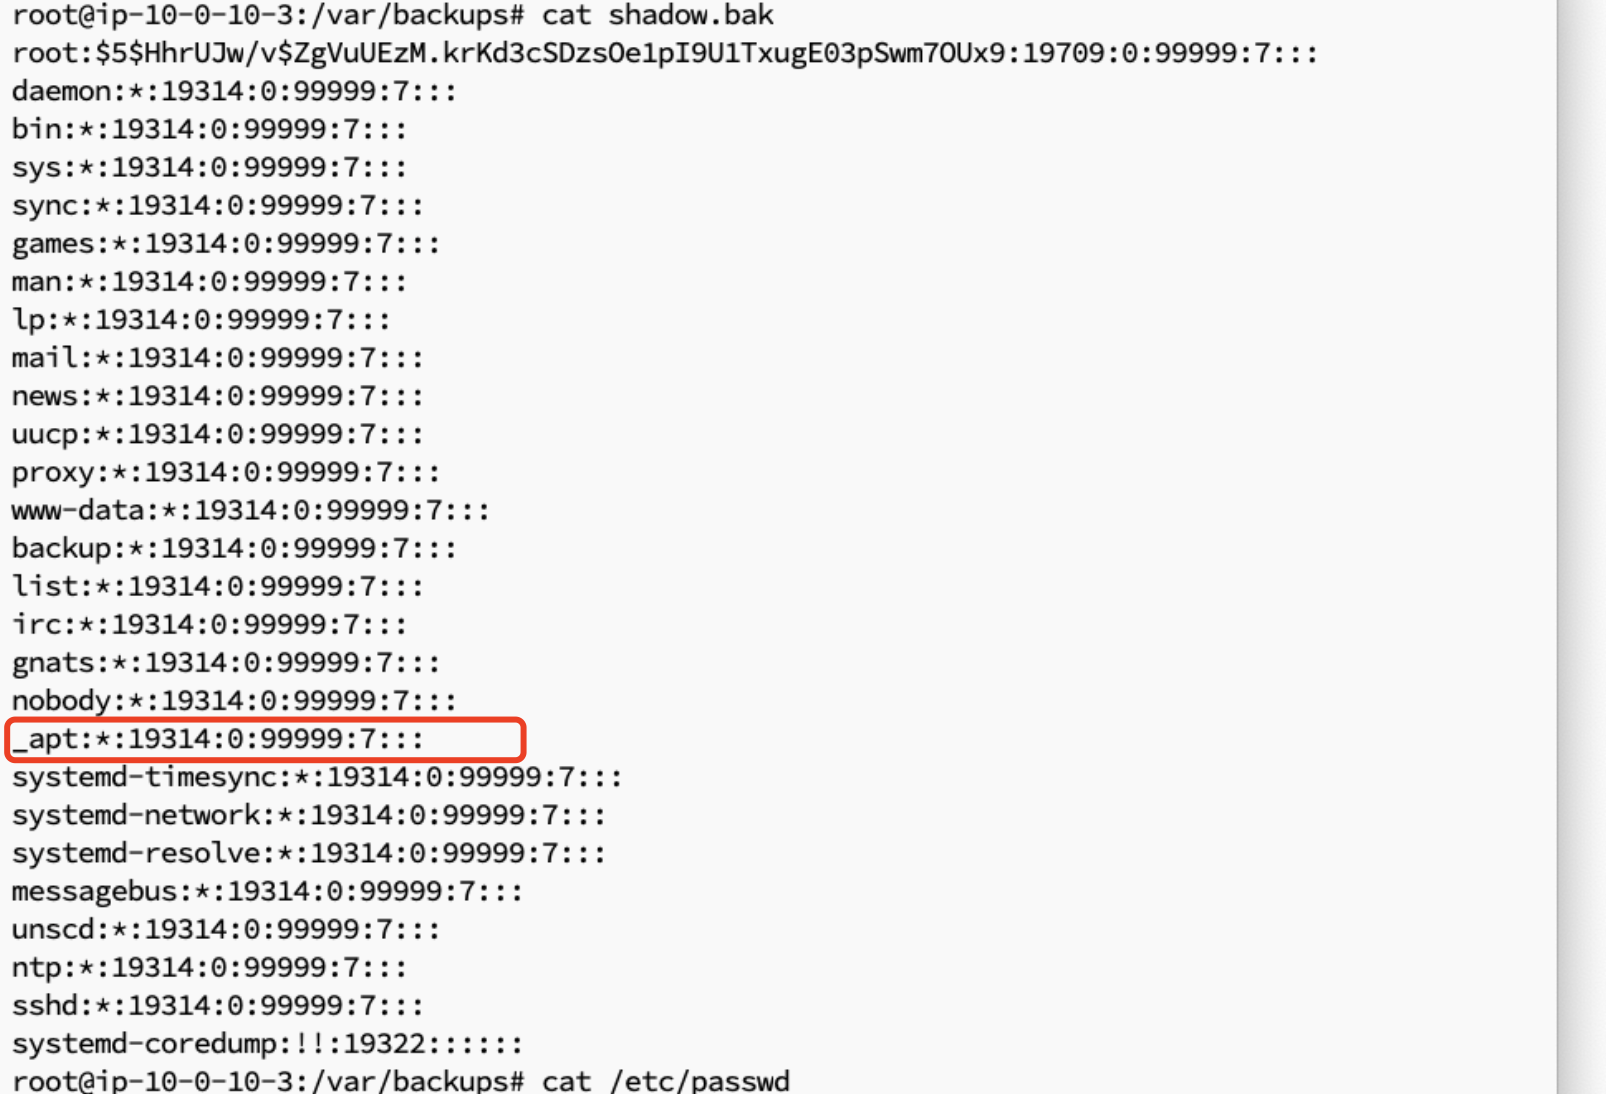 root@ip-10-0-10-3:/var/backups# cat shadow.bak
root:$5$HhrUJw/v$ZgVuUEzM.krKd3cSDzsOe1pI9U1TxugE03pSwm7OUx9:19709:0:99999:7:::
daemon:*:19314:0:99999:7:::
bin:*:19314:0:99999:7:::
sys:*:19314:0:99999:7:::
sync:*:19314:0:99999:7:::
games:*:19314:0:99999:7:::
man:*:19314:0:99999:7:::
lp:*:19314:0:99999:7:::
mail:*:19314:0:99999:7:::
news:*:19314:0:99999:7:::
uucp:*:19314:0:99999:7:::
proxy:*:19314:0:99999:7:::
www-data:*:19314:0:99999:7:::
backup:*:19314:0:99999:7:::
list:*:19314:0:99999:7:::
irc:*:19314:0:99999:7:::
gnats:*:19314:0:99999:7:::
nobody:*:19314:0:99999:7:::
_apt:*:19314:0:99999:7:::
systemd-timesync:*:19314:0:99999:7:::
systemd-network:*:19314:0:99999:7:::
systemd-resolve:*:19314:0:99999:7:::
messagebus:*:19314:0:99999:7:::
unscd:*:19314:0:99999:7:::
ntp:*:19314:0:99999:7:::
sshd:*:19314:0:99999:7:::
systemd-coredump:!!:19322::::::
root@ip-10-0-10-3:/var/backups# cat /etc/passwd